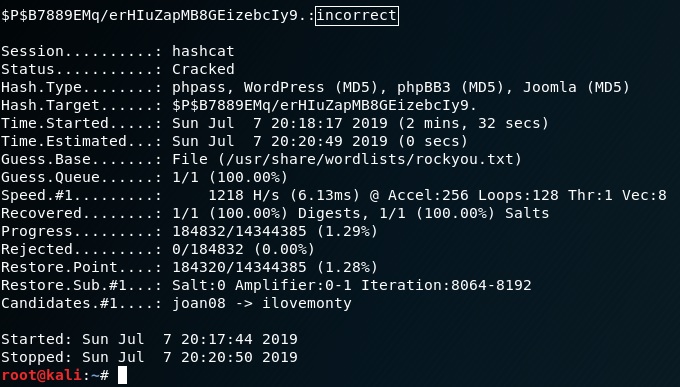 $P$B7889EMq/erHIuZapMB8GEizebcIy9.:incorrect
Session..........: hashcat
Status...........: Cracked
Hash.Type........: phpass, WordPress (MD5), phpBB3 (MD5), Joomla (MD5)
Hash.Target......: $P$B7889EMq/erHIuZapMB8GEizebcIy9.
Time.Started.....: Sun Jul  7 20:18:17 2019 (2 mins, 32 secs)
Time.Estimated...: Sun Jul  7 20:20:49 2019 (0 secs)
Guess.Base.......: File (/usr/share/wordlists/rockyou.txt)
Guess.Queue......: 1/1 (100.00%)
Speed.#1.........:     1218 H/s (6.13ms) @ Accel:256 Loops:128 Thr:1 Vec:8
Recovered........: 1/1 (100.00%) Digests, 1/1 (100.00%) Salts
Progress.........: 184832/14344385 (1.29%)
Rejected.........: 0/184832 (0.00%)
Restore.Point....: 184320/14344385 (1.28%)
Restore.Sub.#1...: Salt:0 Amplifier:0-1 Iteration:8064-8192
Candidates.#1....: joan08 -> ilovemonty
Started: Sun Jul  7 20:17:44 2019
Stopped: Sun Jul  7 20:20:50 2019
root@kali:~#